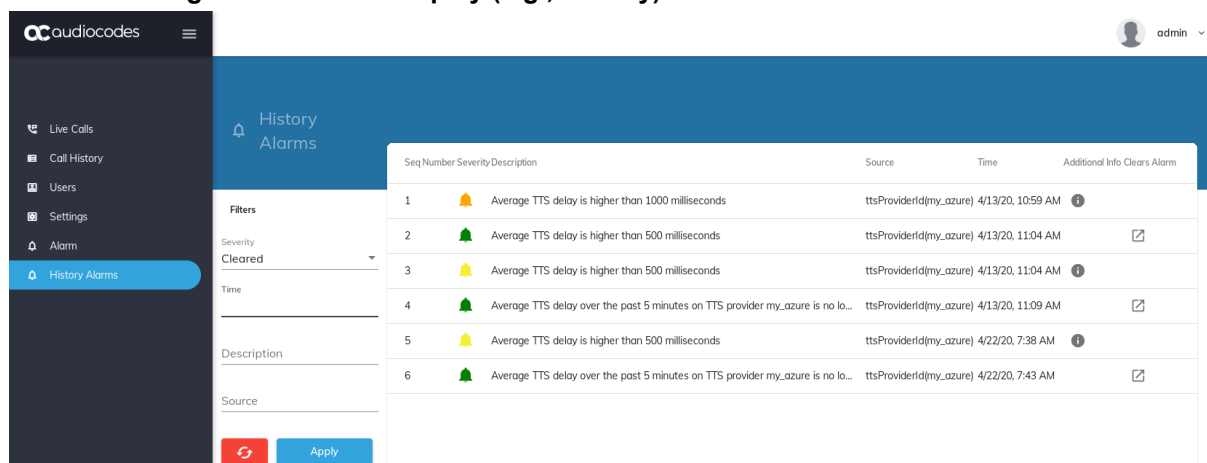 audiocodes
admin
Live Calls
Call History
Users
Settings
Alarm
History Alarms
History
Alarms
Filters
Severity
Cleared
Time
Description
Source
Apply
Seq Number Severity Description Source Time Additional Info Clears Alarm
1 Average TTS delay is higher than 1000 milliseconds ttsProviderId(my_azure) 4/13/20, 10:59 AM
2 Average TTS delay is higher than 500 milliseconds ttsProviderId(my_azure) 4/13/20, 11:04 AM
3 Average TTS delay is higher than 500 milliseconds ttsProviderId(my_azure) 4/13/20, 11:04 AM
4 Average TTS delay over the past 5 minutes on TTS provider my_azure is no lo... ttsProviderId(my_azure) 4/13/20, 11:09 AM
5 Average TTS delay is higher than 500 milliseconds ttsProviderId(my_azure) 4/22/20, 7:38 AM
6 Average TTS delay over the past 5 minutes on TTS provider my_azure is no lo... ttsProviderId(my_azure) 4/22/20, 7:43 AM